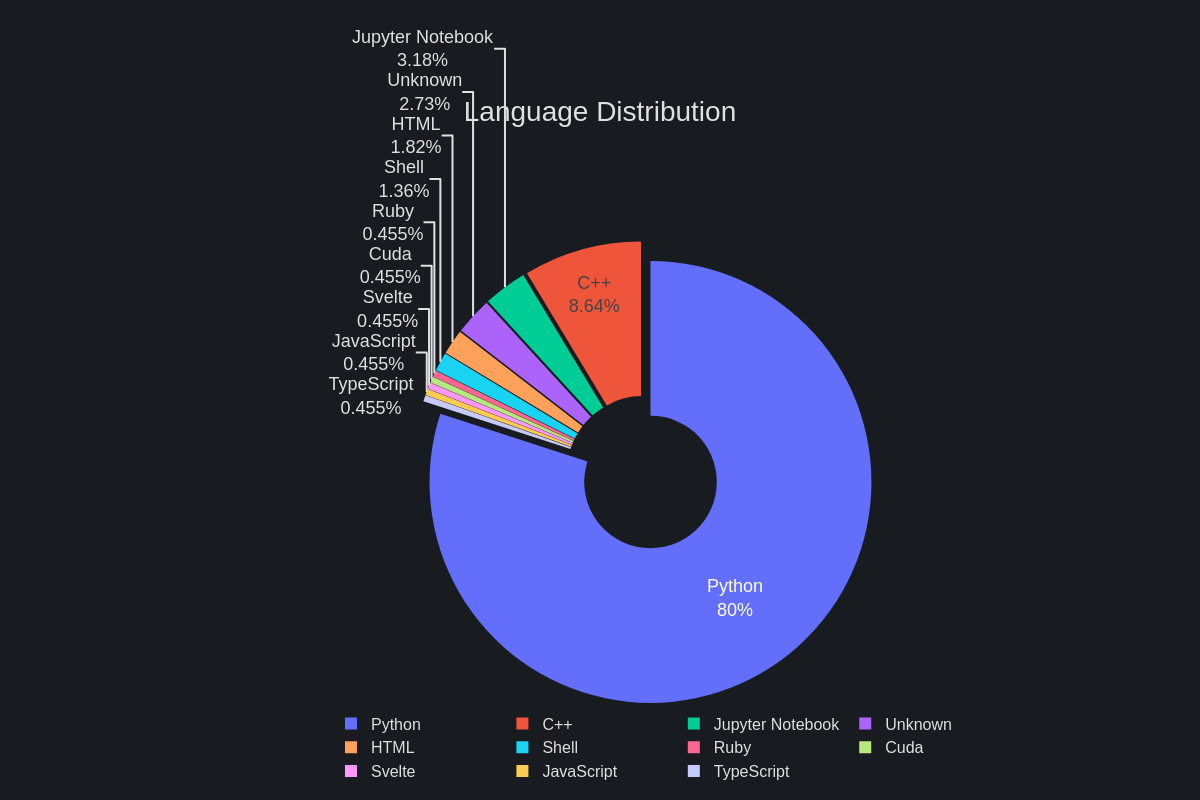 Jupyter Notebook
3.18%
Unknown
2.73%
Language Distribution
HTML
1.82%
Shell
1.36%
Ruby
0.455%
Cuda
0.455%
Svelte
0.455%
JavaScript
0.455%
TypeScript
0.455%
C++
8.64%
Python
80%
Python
C++
Jupyter Notebook
Unknown
HTML
Shell
Ruby
Cuda
Svelte
JavaScript
TypeScript